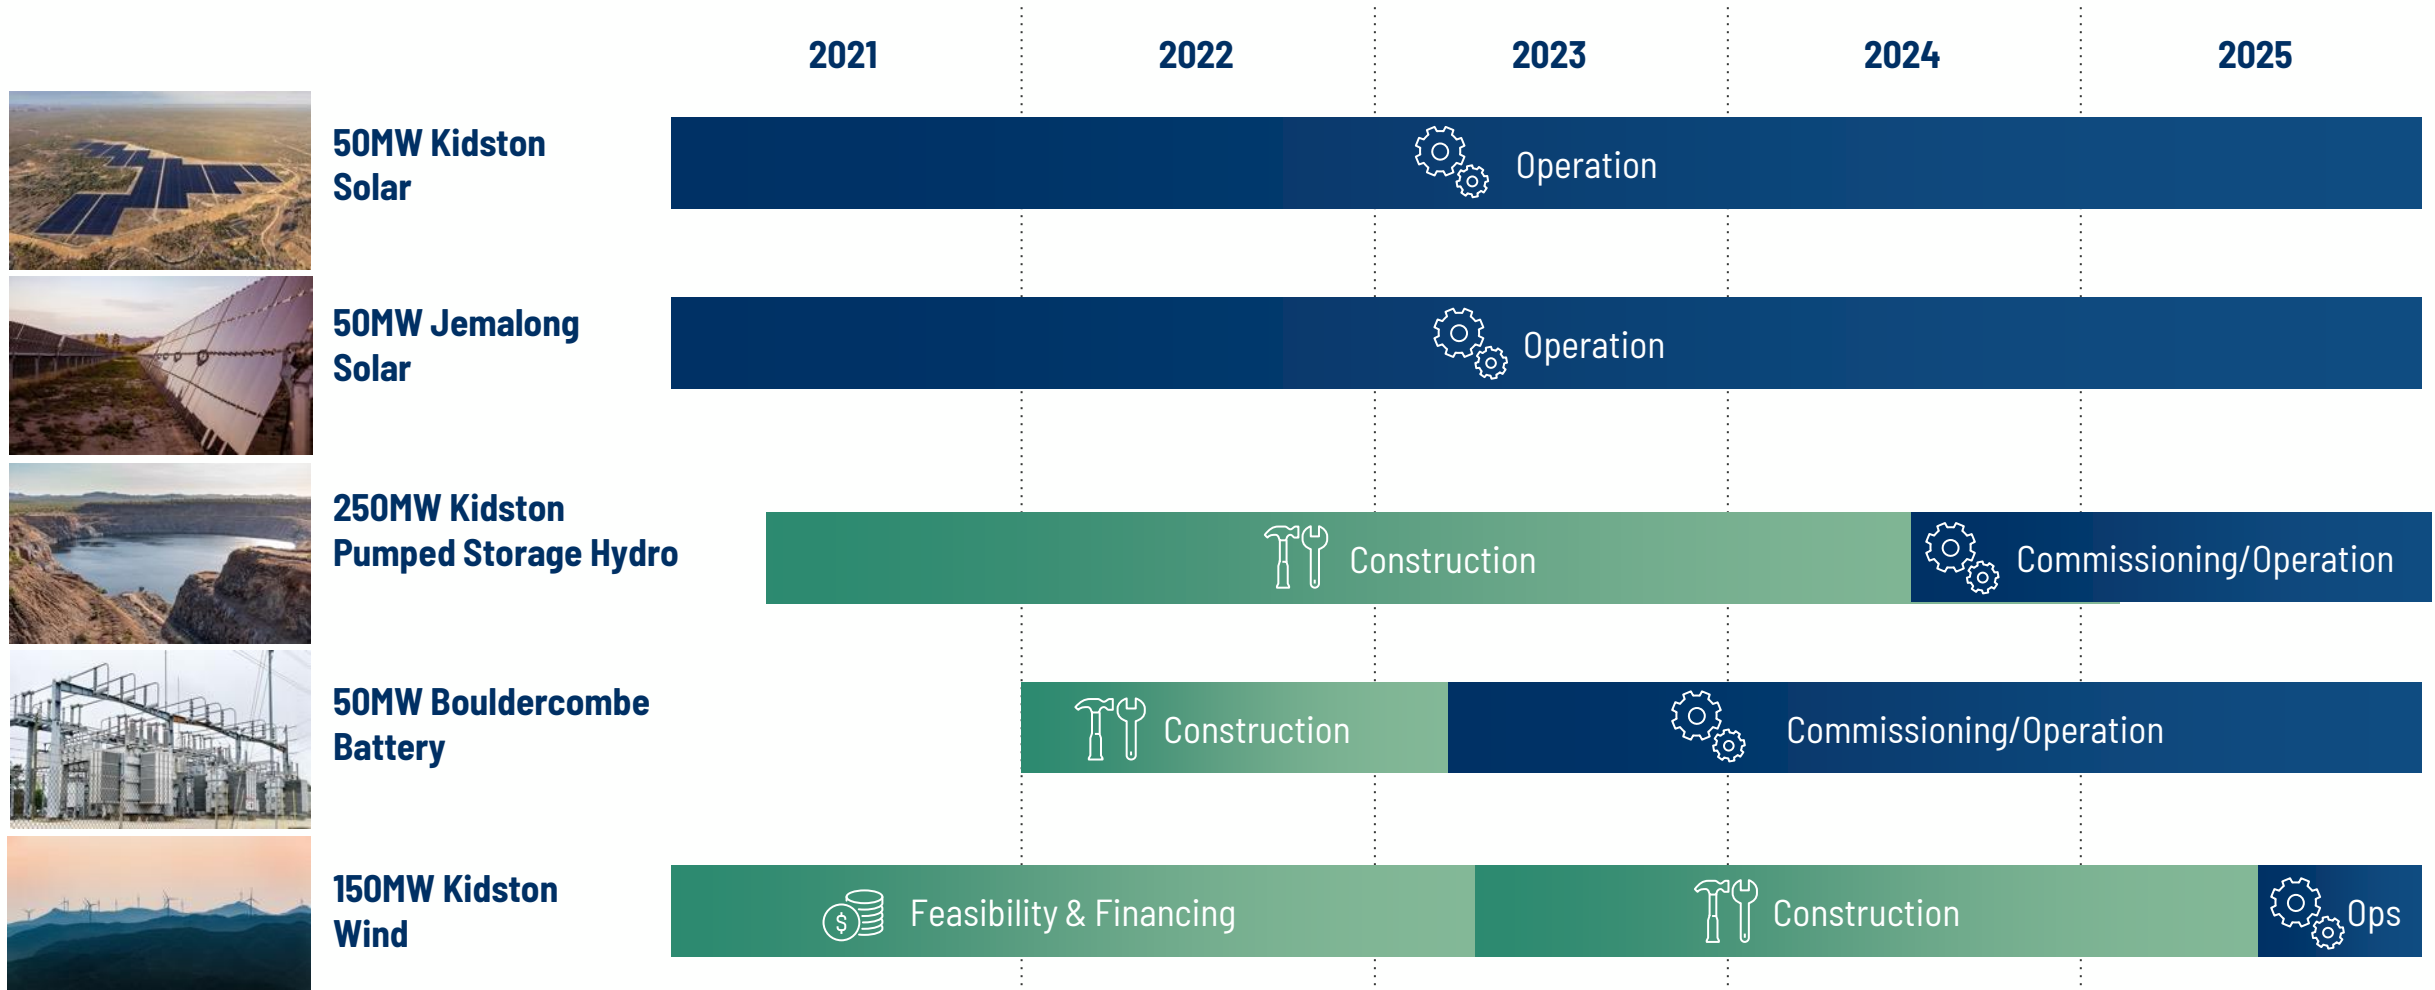 2021 2022 2023 2024 2025
50MW Kidston
Solar
Operation
50MW Jemalong
Solar
Operation
250MW Kidston
Pumped Storage Hydro
Construction
Commissioning/Operation
50MW Bouldercombe
Battery
Construction
Commissioning/Operation
150MW Kidston
Wind
$
Feasibility & Financing
Construction
Ops